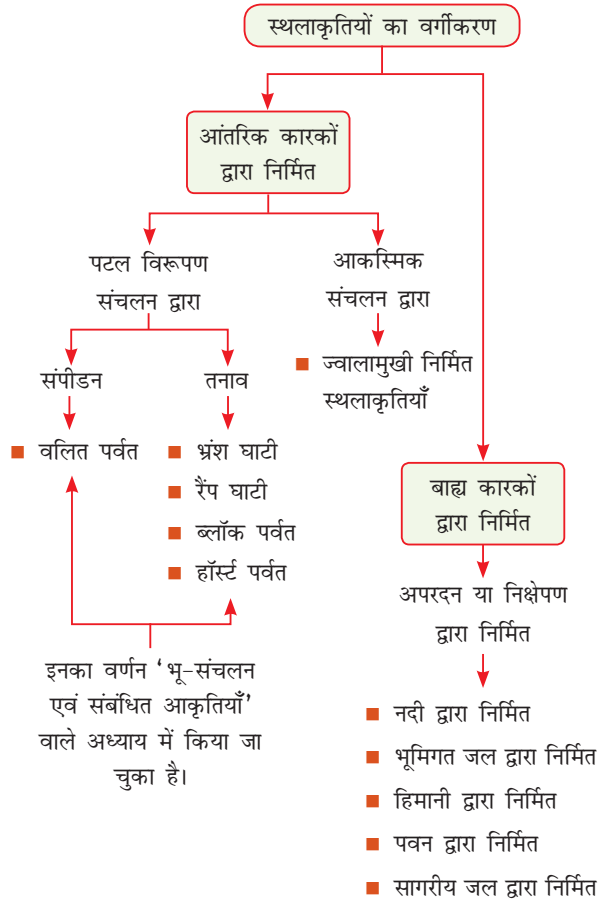 स्थलाकृतियों का वर्गीकरण
आंतरिक कारकों
द्वारा निर्मित
पटल विरूपण
संचलन द्वारा
आकस्मिक
संचलन द्वारा
संपीडन
तनाव
■ ज्वालामुखी निर्मित
स्थलाकृतियाँ
■ वलित पर्वत
■ भ्रंश घाटी
■ रैंप घाटी
■ ब्लॉक पर्वत
■ हॉर्स्ट पर्वत
इनका वर्णन ‘भू-संचलन
एवं संबंधित आकृतियाँ’
वाले अध्याय में किया जा
चुका है।
बाह्य कारकों
द्वारा निर्मित
अपरदन या निक्षेपण
द्वारा निर्मित
■ नदी द्वारा निर्मित
■ भूमिगत जल द्वारा निर्मित
■ हिमानी द्वारा निर्मित
■ पवन द्वारा निर्मित
■ सागरीय जल द्वारा निर्मित